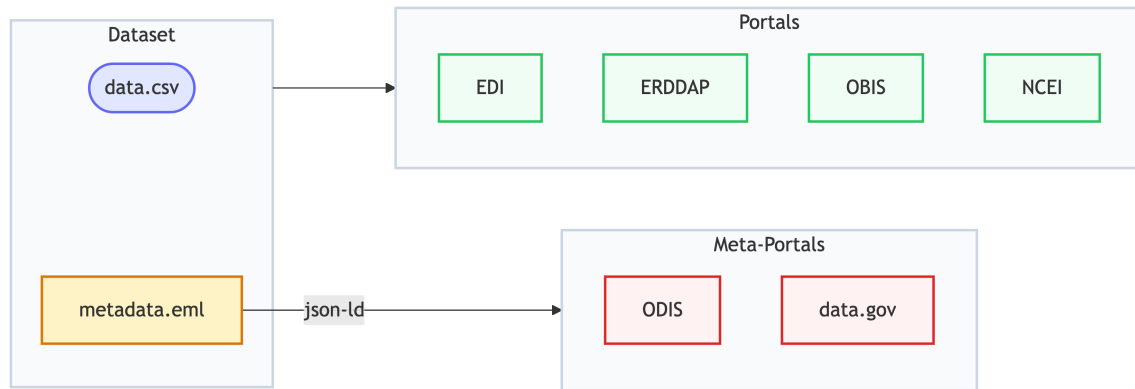 Dataset
data.csv
metadata.eml
json-ld
Portals
EDI
ERDDAP
OBIS
NCEI
Meta-Portals
ODIS
data.gov